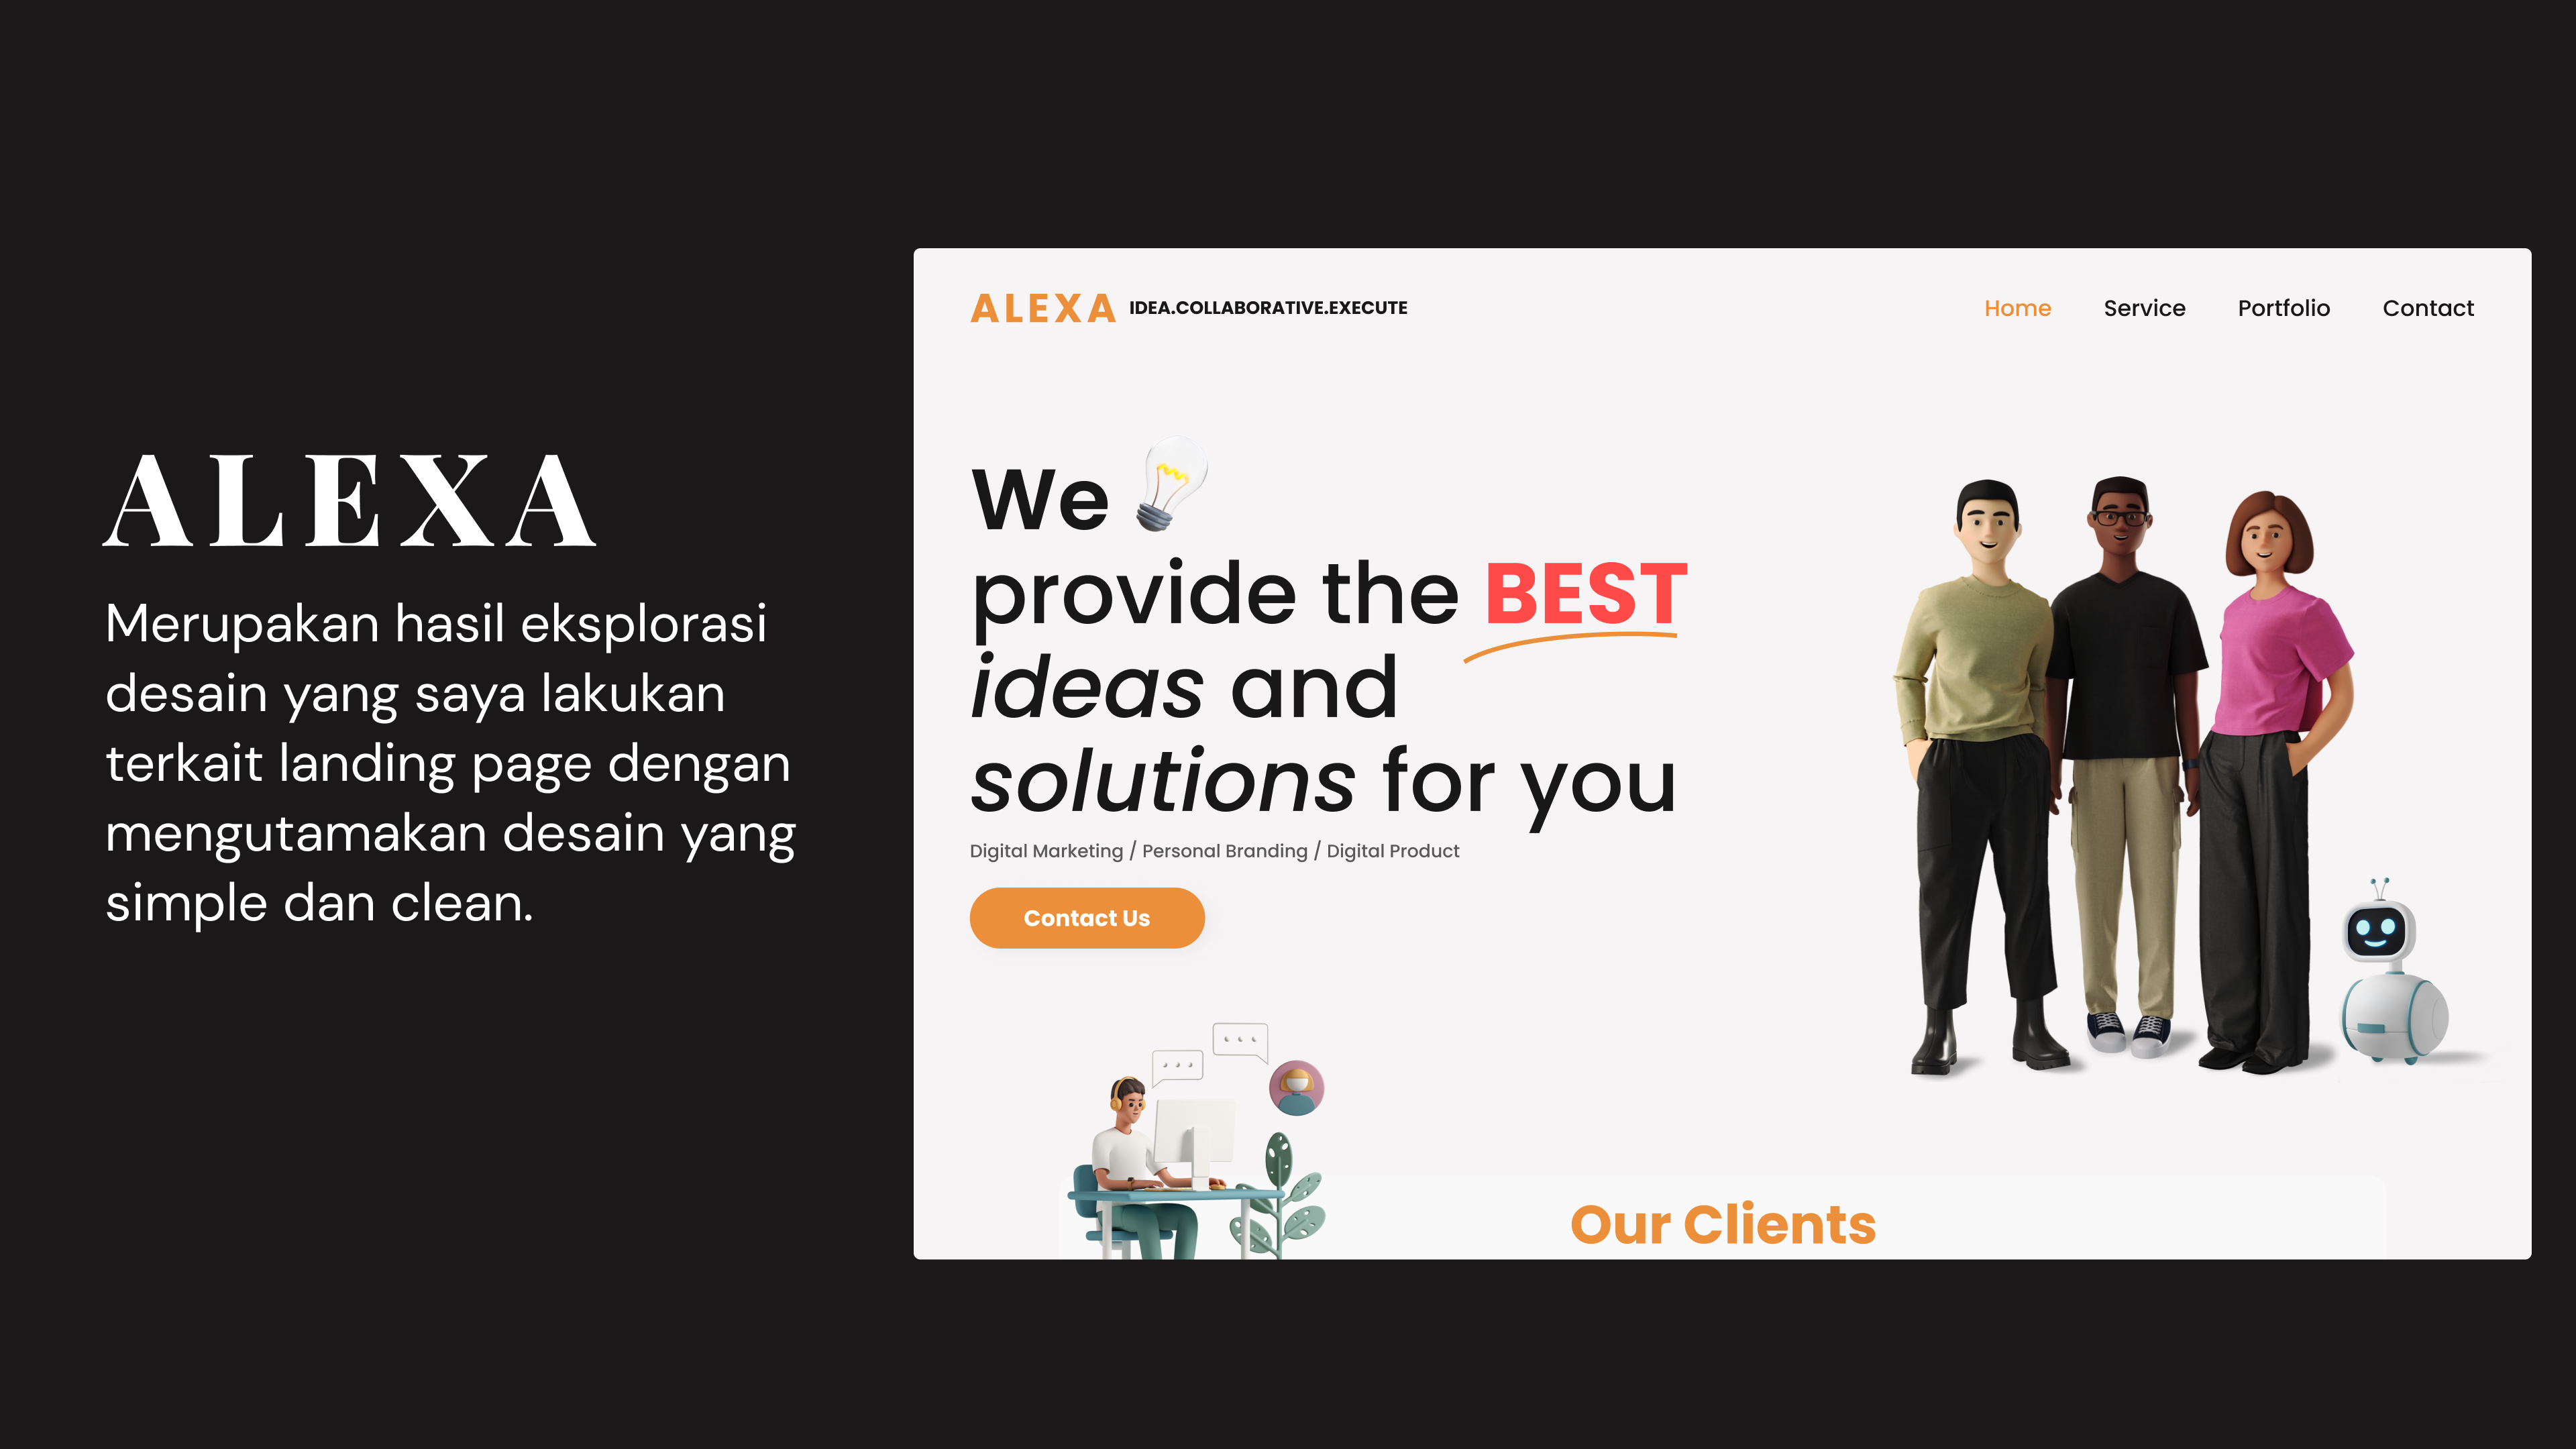 ALEXA
Merupakan hasil eksplorasi
desain yang saya lakukan
terkait landing page dengan
mengutamakan desain yang
simple dan clean.
ALEXA IDEA.COLLABORATIVE.EXECUTE
Home Service Portfolio Contact
We
provide the BEST
ideas and
solutions for you
Digital Marketing / Personal Branding / Digital Product
Contact Us
Our Clients